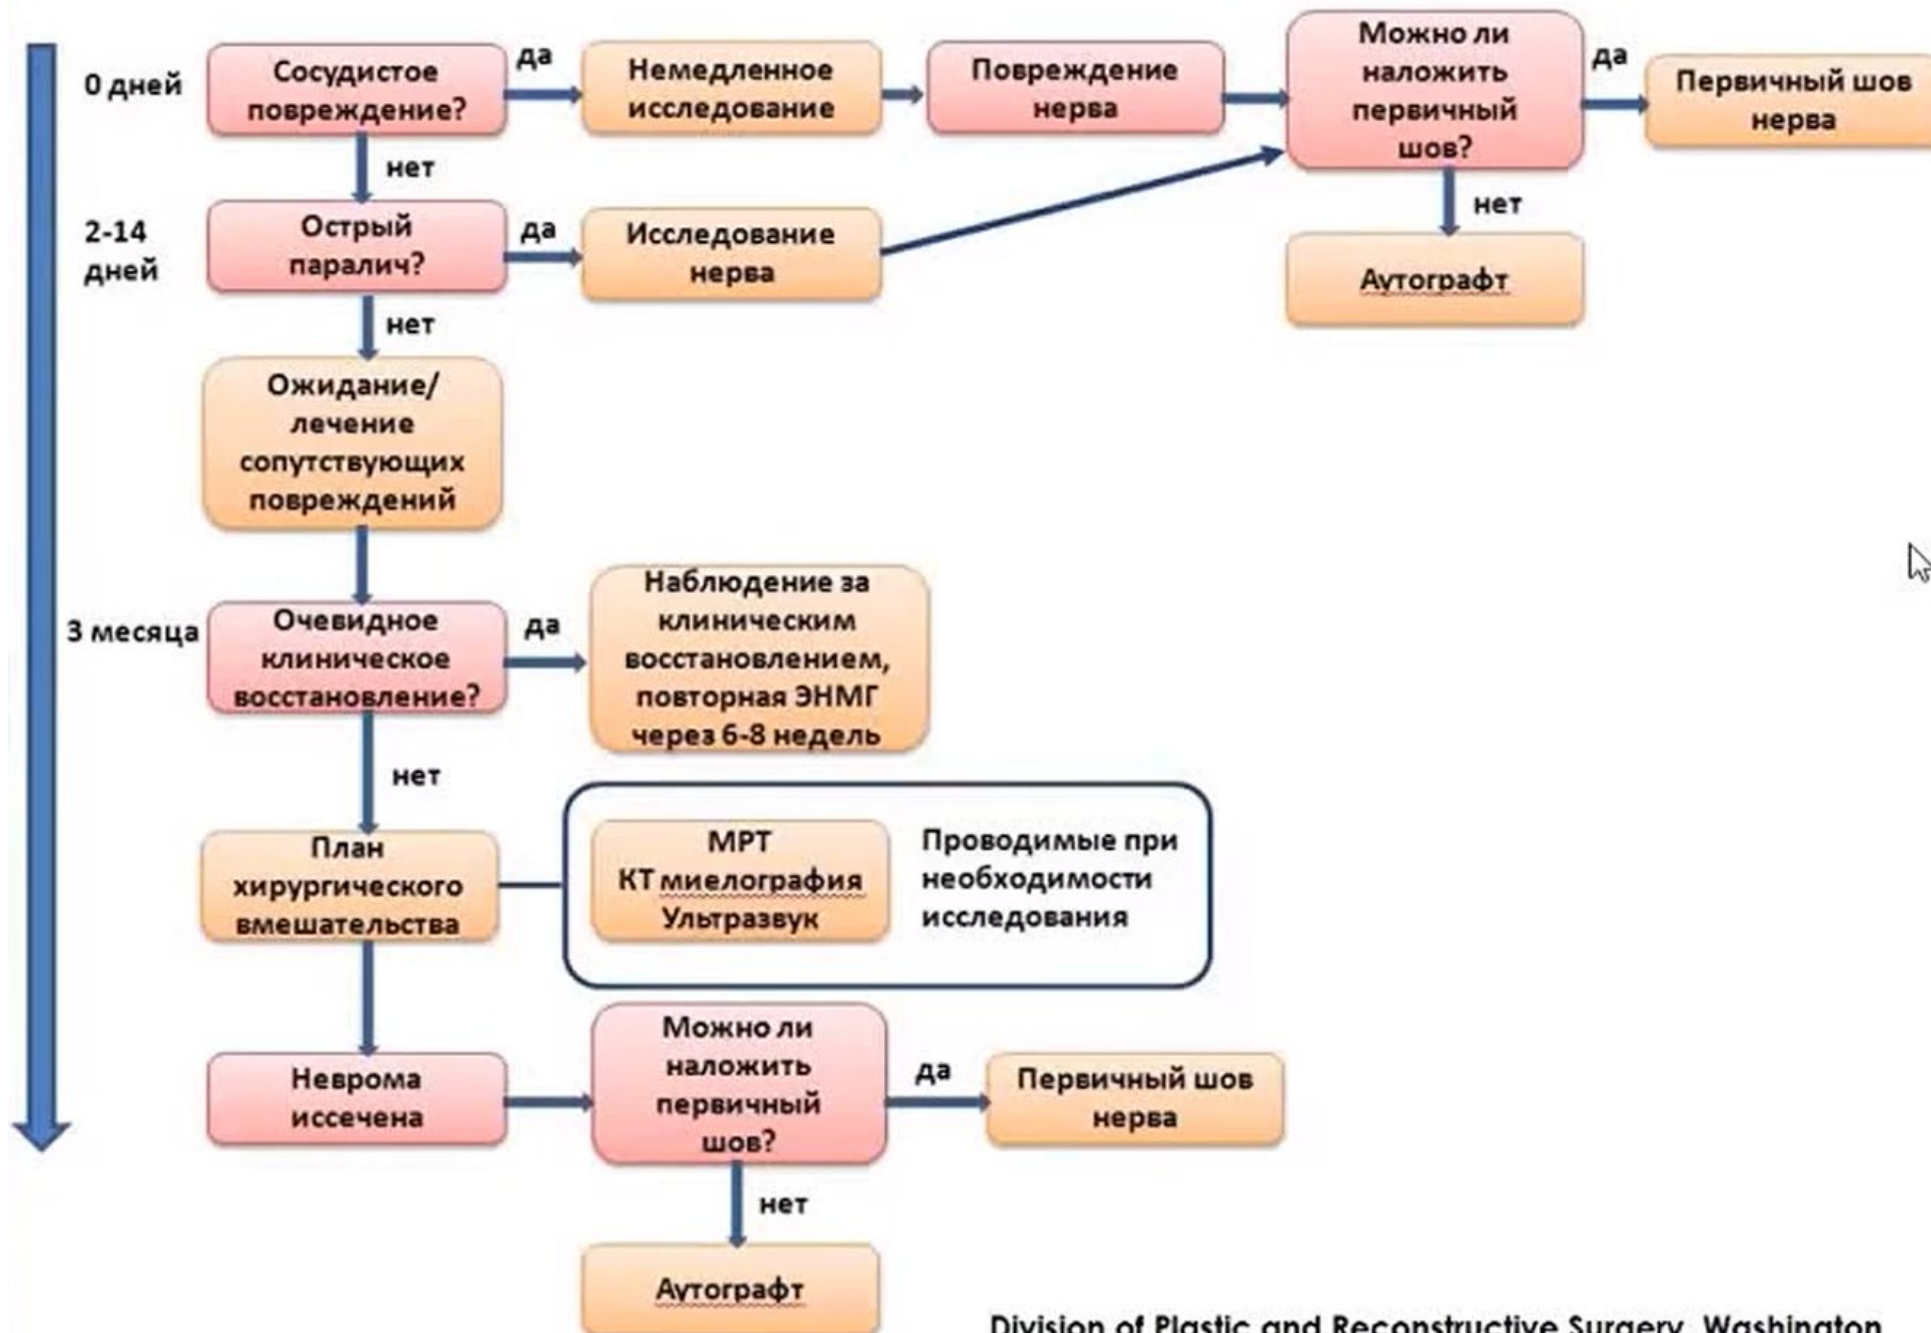 0 дней
Сосудистое
повреждение?
да
Немедленное
исследование
Повреждение
нерва
Можно ли
наложить
первичный
шов?
да
Первичный шов
нерва
нет
нет
Аутографт
2-14
дней
Острый
паралич?
да
Исследование
нерва
нет
Ожидание/
лечение
сопутствующих
повреждений
3 месяца
Очевидное
клиническое
восстановление?
да
Наблюдение за
клиническим
восстановлением,
повторная ЭНМГ
через 6-8 недель
нет
План
хирургического
вмешательства
МРТ
КТ миелография
Ультразвук
Проводимые при
необходимости
исследования
Неврома
иссечена
Можно ли
наложить
первичный
шов?
да
Первичный шов
нерва
нет
Аутографт
Division of Plastic and Reconstructive Surgery, Washington